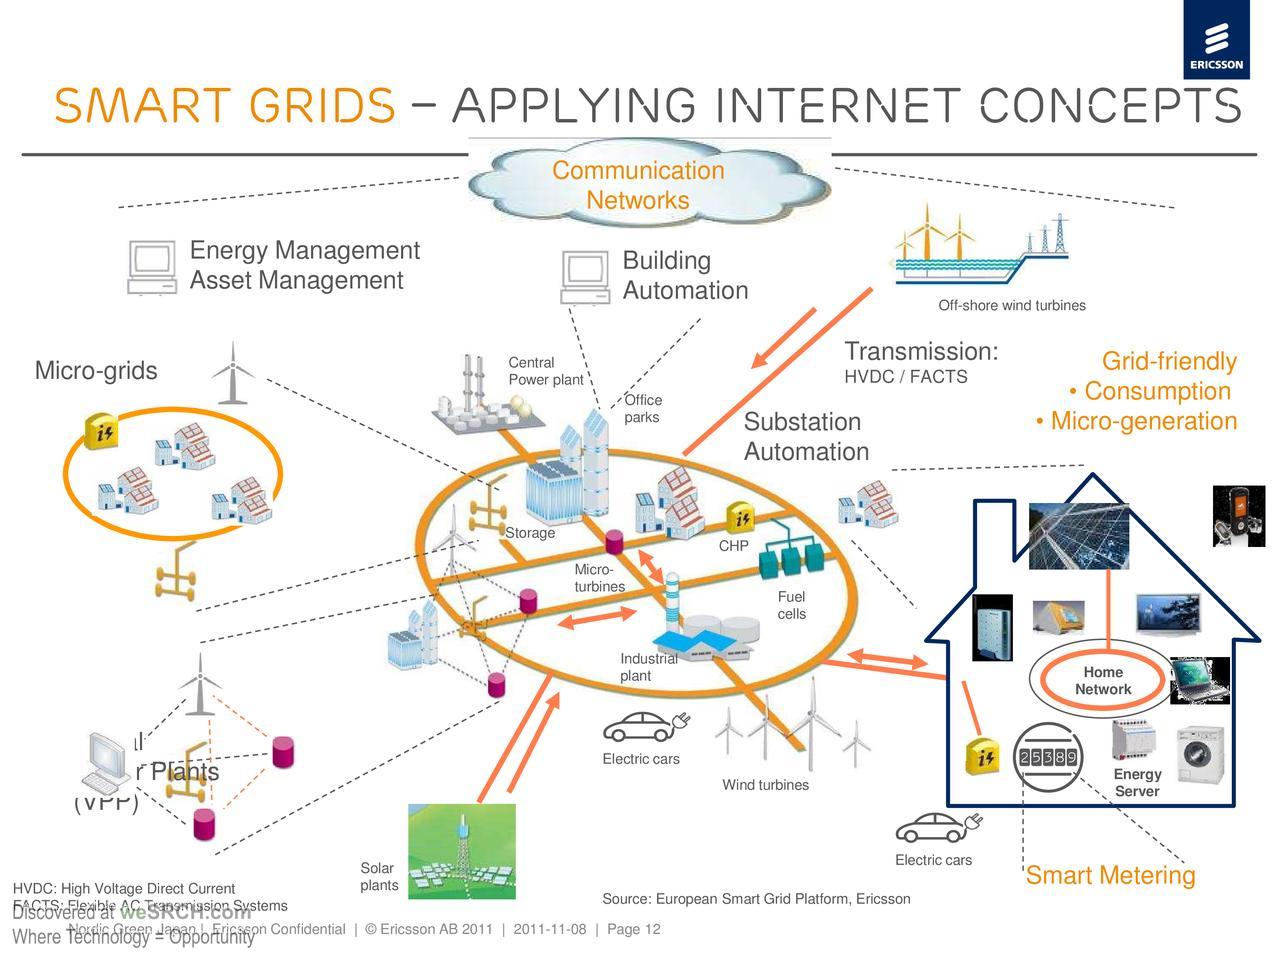 ERICSSON
SMART GRIDS – APPLYING INTERNET CONCEPTS
Communication
Networks
Energy Management
Asset Management
Building
Automation
Off-shore wind turbines
Micro-grids
Central
Power plant
Office
parks
Transmission:
HVDC / FACTS
Grid-friendly
• Consumption
• Micro-generation
Substation
Automation
Storage
CHP
Micro-
turbines
Fuel
cells
Industrial
plant
Home
Network
25389
Energy
Server
r Plants
(VPP)
Electric cars
Wind turbines
Electric cars
Solar
plants
Smart Metering
HVDC: High Voltage Direct Current
FACTS: Flexible AC Transmission Systems
Source: European Smart Grid Platform, Ericsson
Discovered at weSRCH.com
Nordic Green Japan | Ericsson Confidential | © Ericsson AB 2011 | 2011-11-08 | Page 12
Where Technology = Opportunity